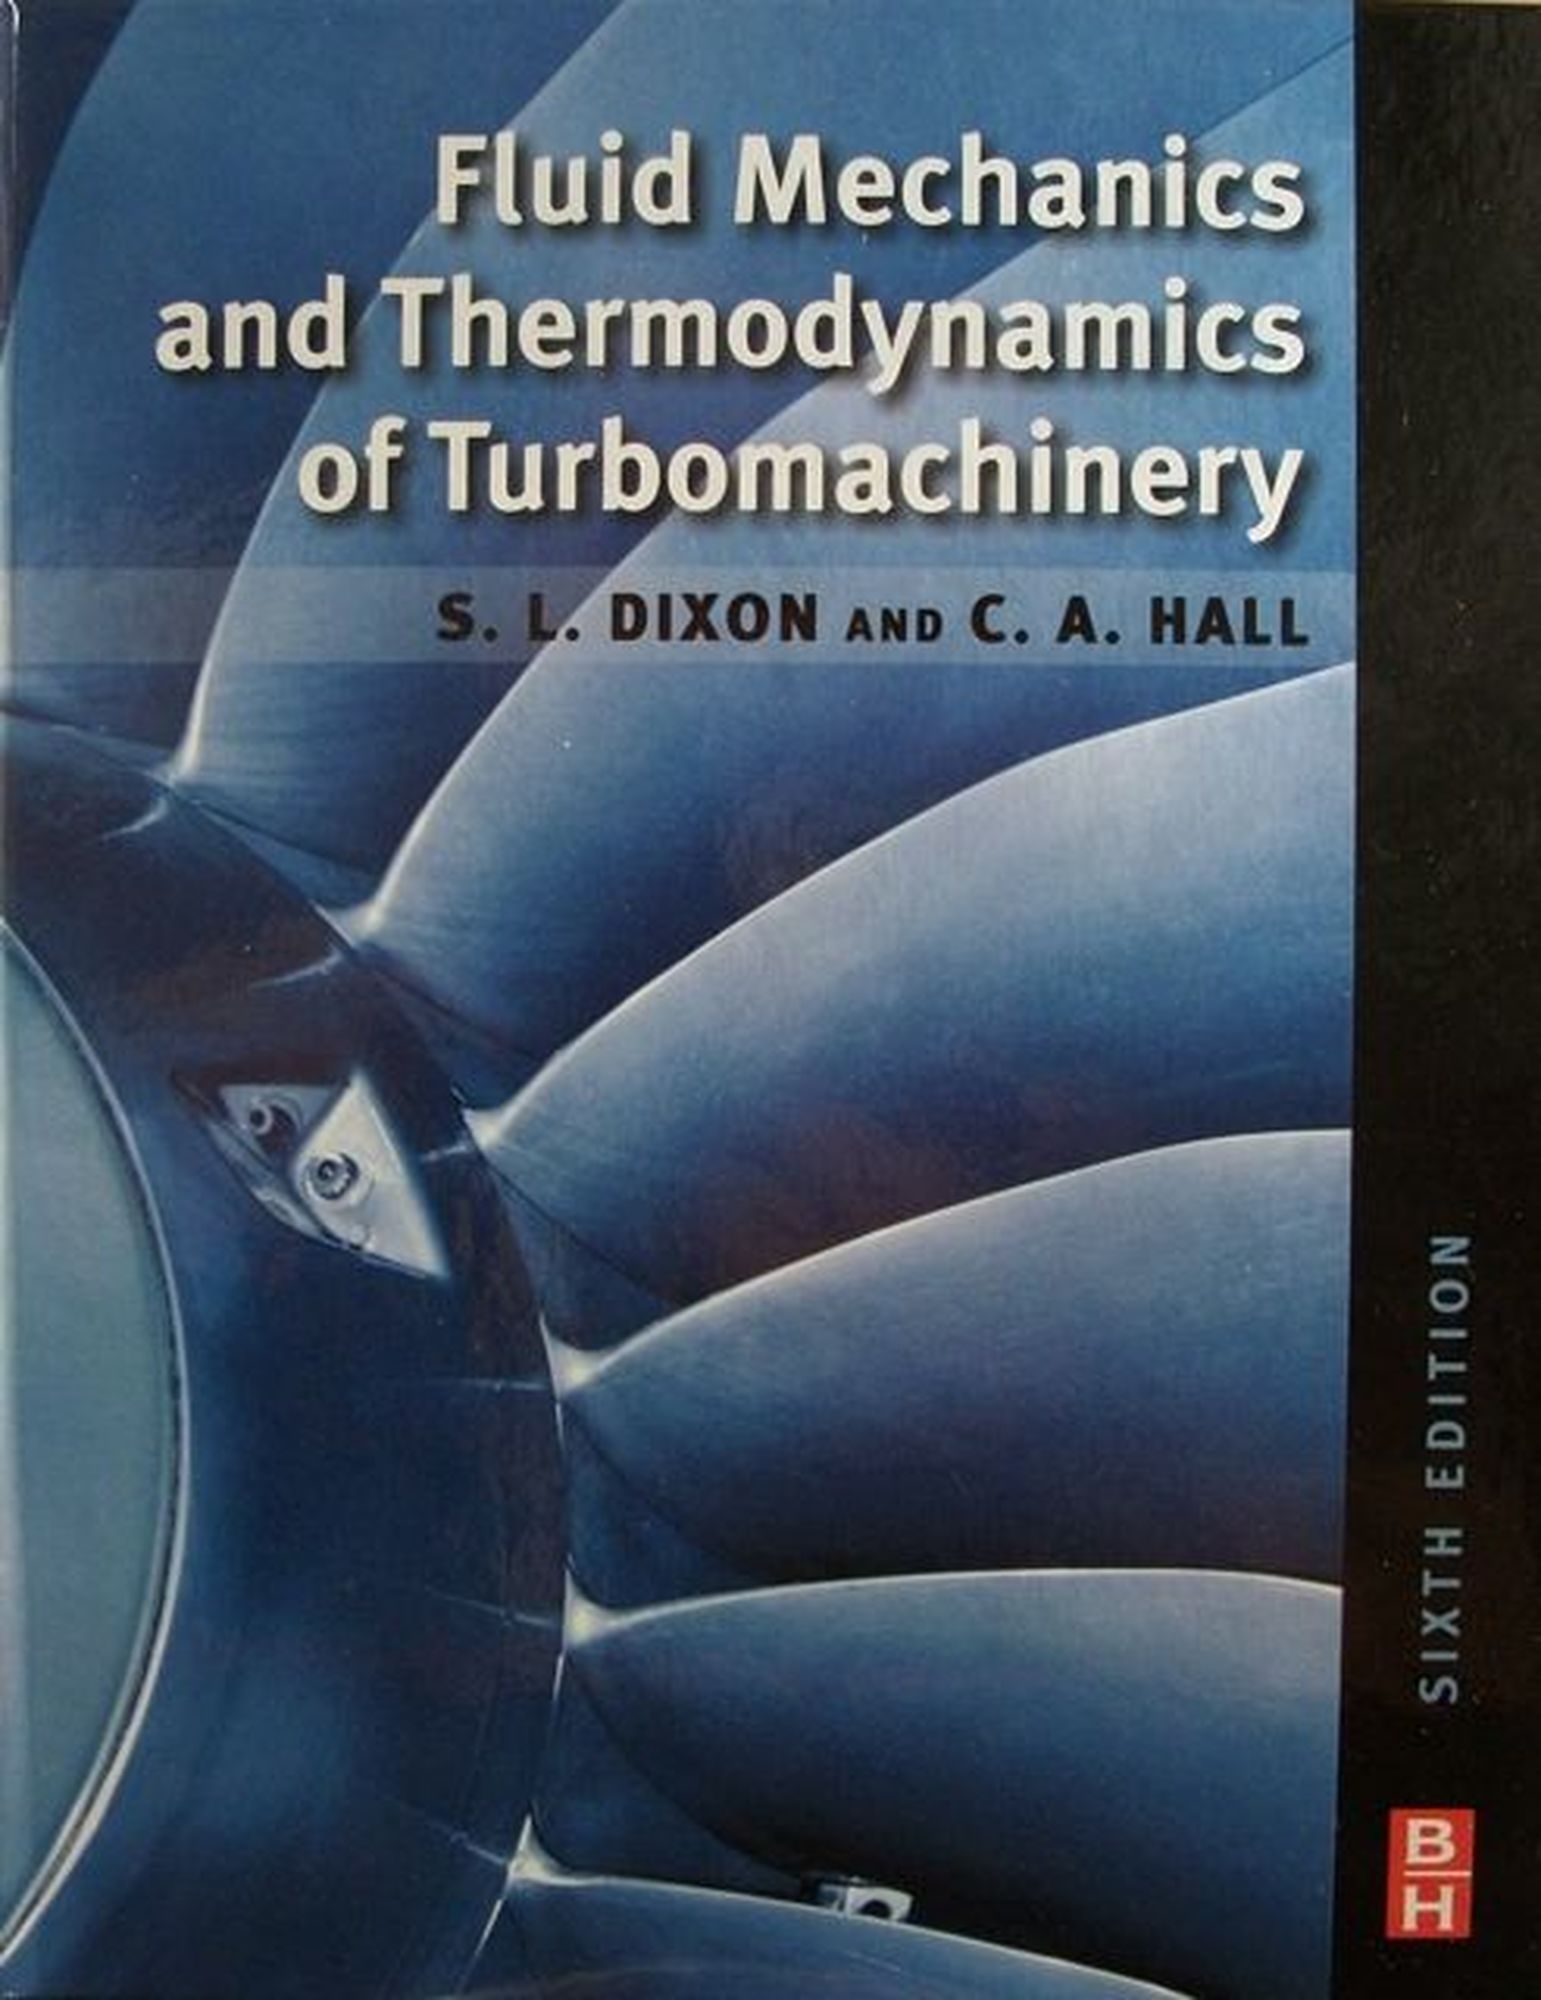 Fluid Mechanics
and Thermodynamics
of Turbomachinery
S. L. DIXON AND C. A. HALL
SIXTH EDITION
B
H